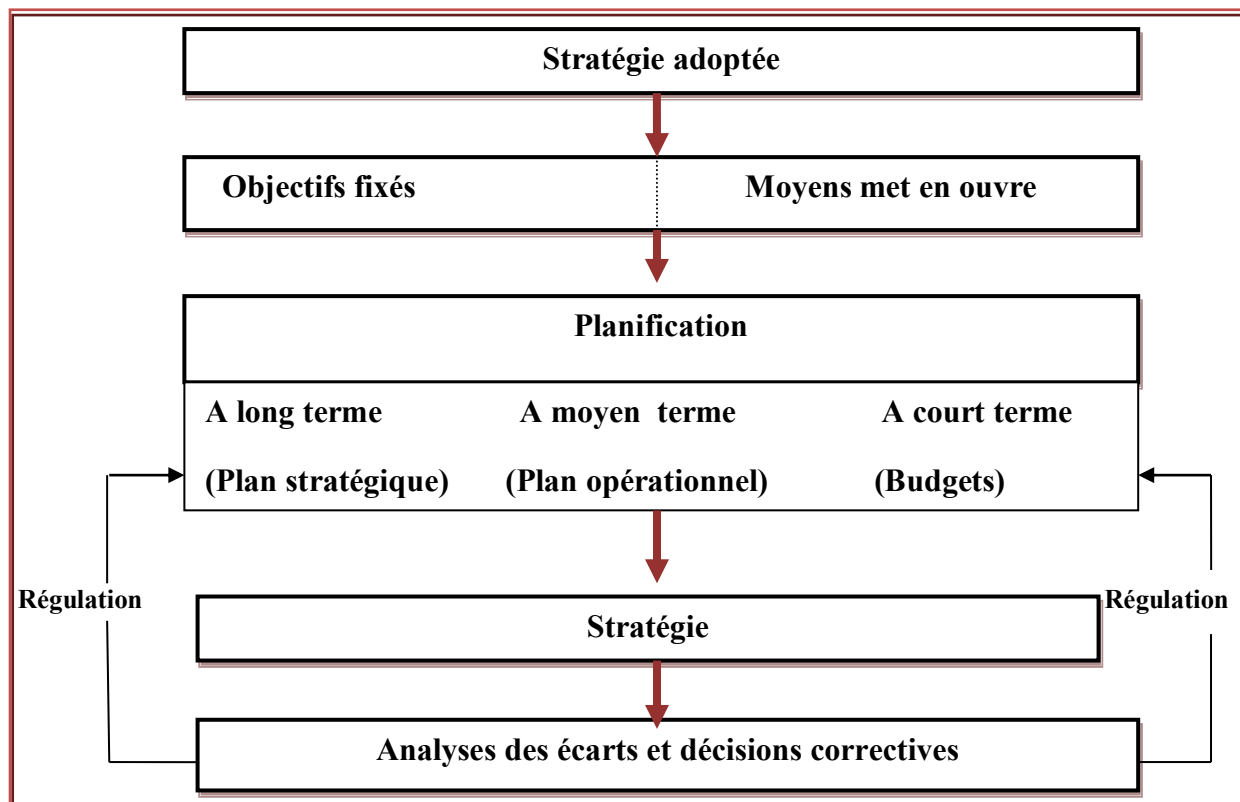 Stratégie adoptée
Objectifs fixés Moyens met en ouvre
Planification
A long terme A moyen terme A court terme
(Plan stratégique) (Plan opérationnel) (Budgets)
Régulation Régulation
Stratégie
Analyses des écarts et décisions correctives